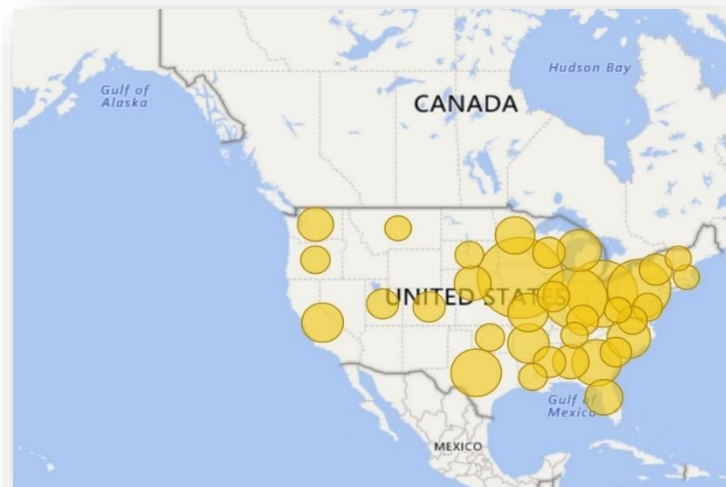 Hudson Bay
Gulf of
Alaska
CANADA
UNITED STATES
Gulf of
Mexico
MEXICO